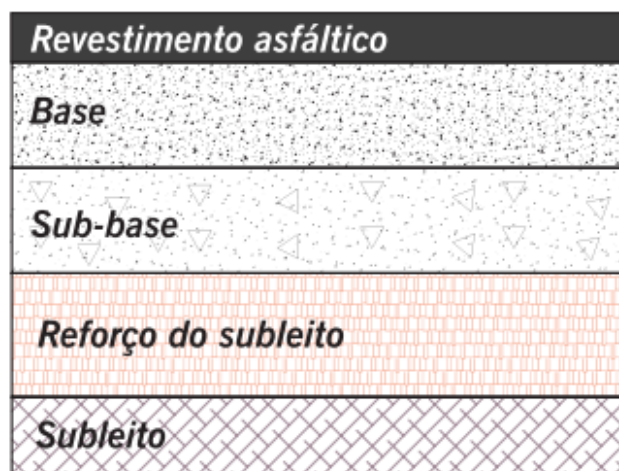 Revestimento asfáltico
Base
Sub-base
Reforço do subleito
Subleito